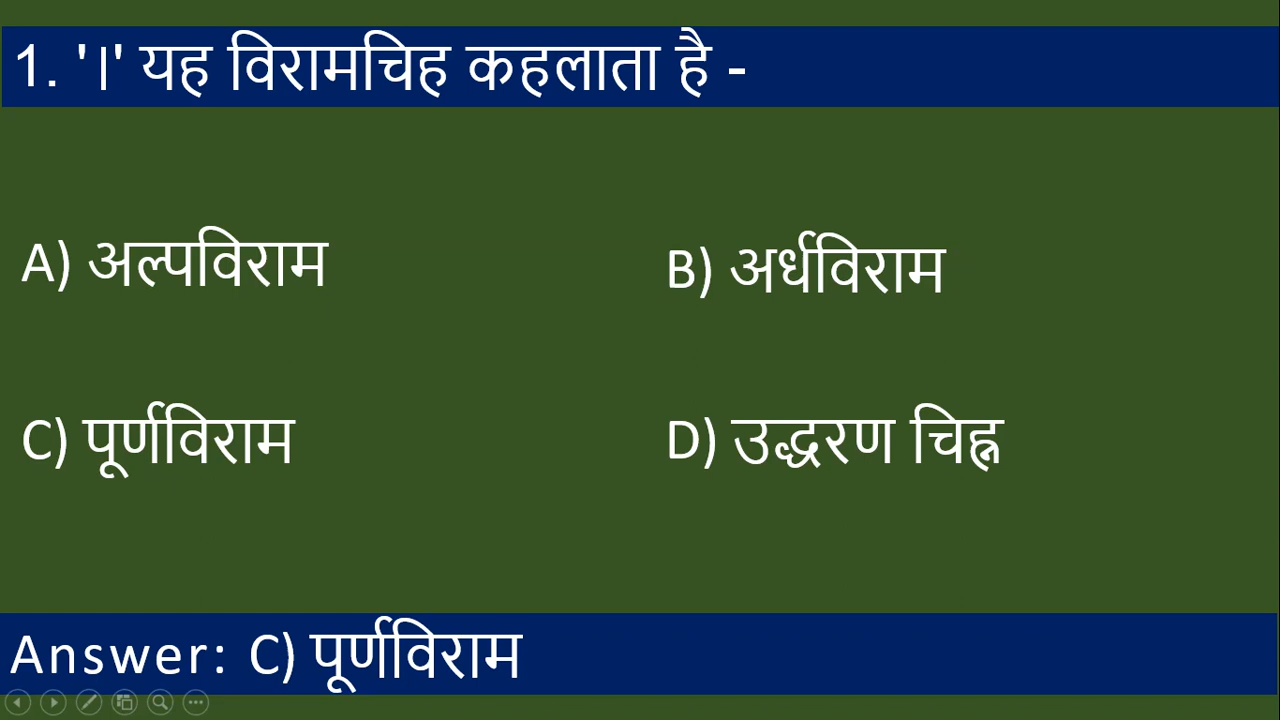 1. '।' यह विरामचिह कहलाता है -
A) अल्पविराम
B) अर्धविराम
C) पूर्णविराम
D) उद्धरण चिह्न
Answer: C) पूर्णविराम